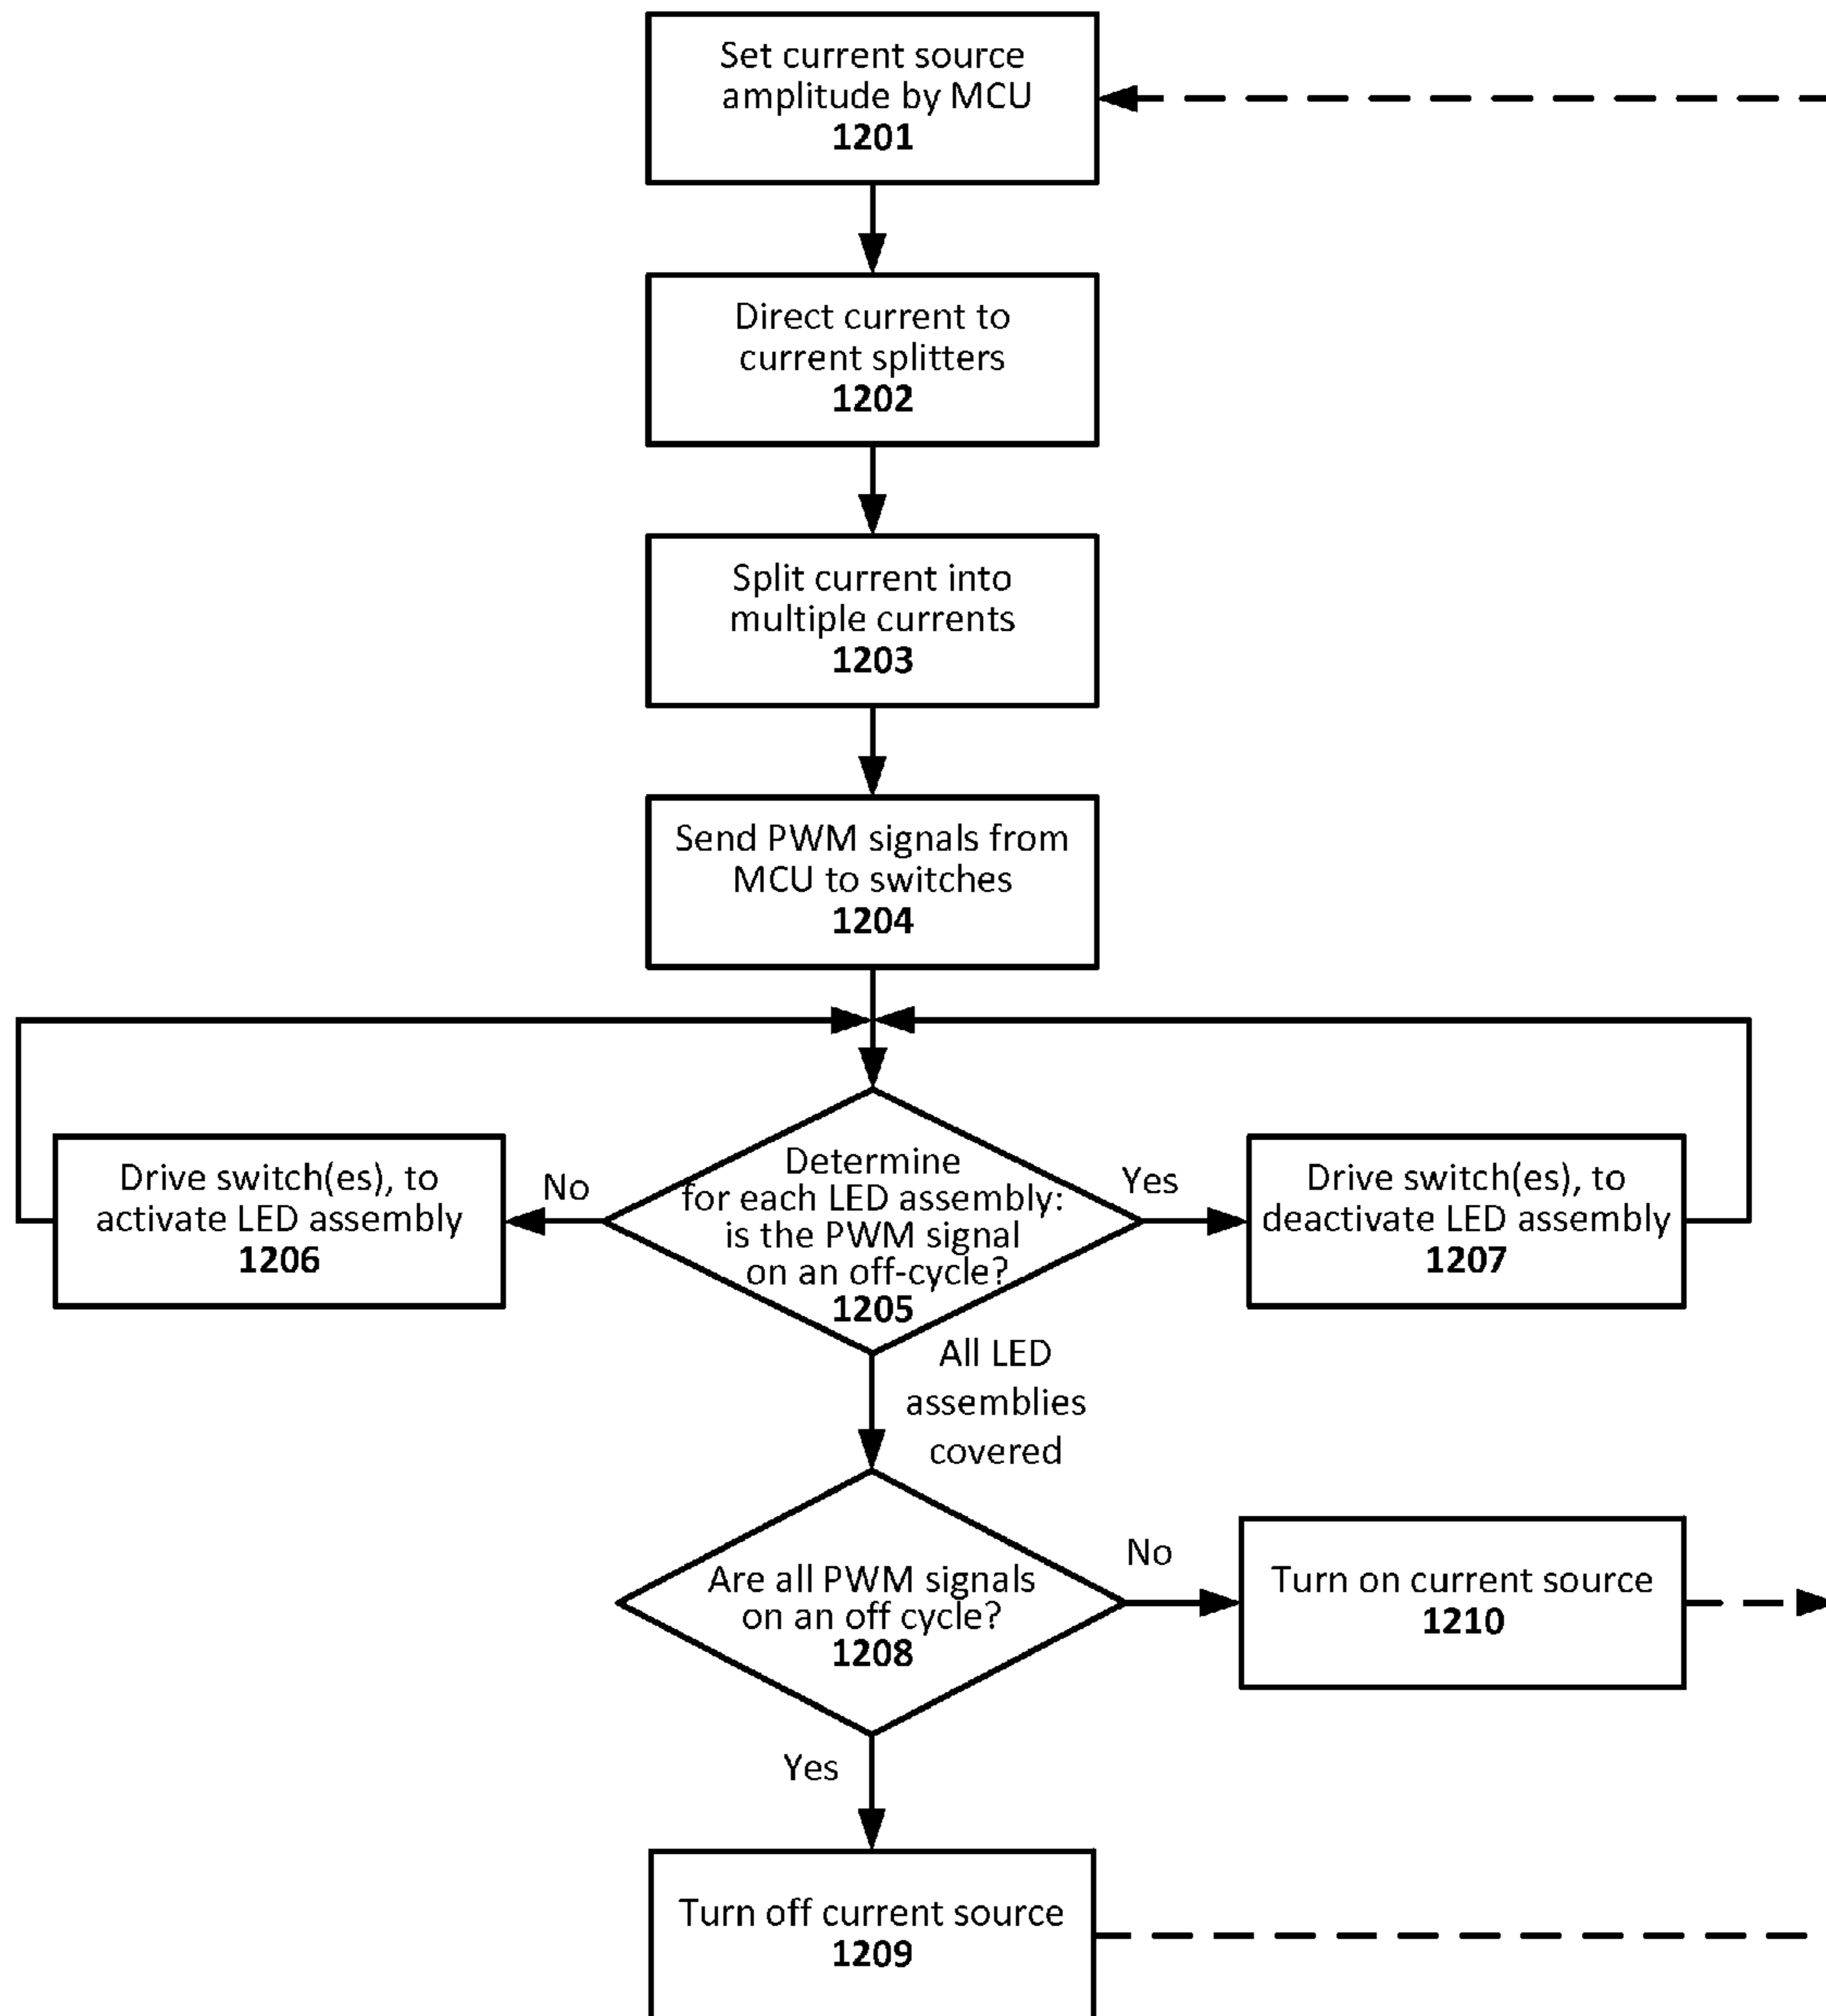 Set current source
amplitude by MCU
1201
Direct current to
current splitters
1202
Split current into
multiple currents
1203
Send PWM signals from
MCU to switches
1204
Drive switch(es), to
activate LED assembly
1206
No
Determine
for each LED assembly:
is the PWM signal
on an off-cycle?
1205
Yes
Drive switch(es), to
deactivate LED assembly
1207
All LED
assemblies
covered
Are all PWM signals
on an off cycle?
1208
No
Turn on current source
1210
Yes
Turn off current source
1209